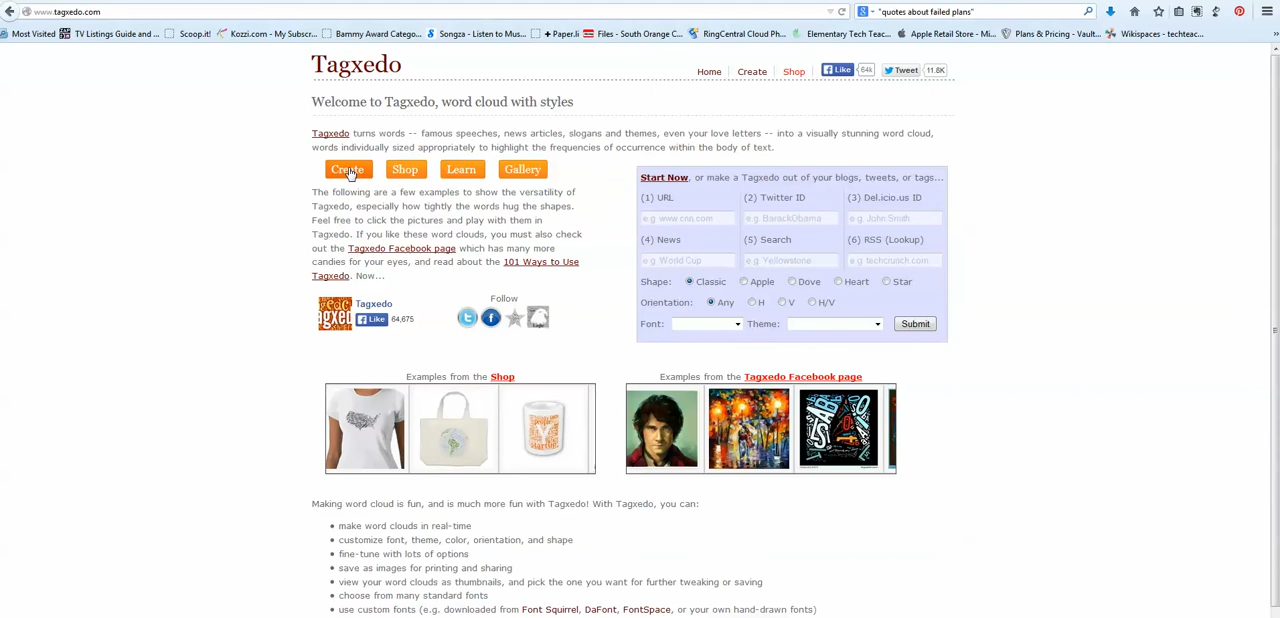 www.tagxedo.com
"quotes about failed plans"
Most Visited TV Listings Guide and ... Scoop.it! Kozzi.com - My Subscr... Bammy Award Catego... Songza - Listen to Mus... + Paper.li Files - South Orange C... RingCentral Cloud Ph... Elementary Tech Teac... Apple Retail Store - Mi... Plans & Pricing - Vault... Wikispaces - techteac... »
Tagxedo
Home Create Shop Like 64k Tweet 11.8K
Welcome to Tagxedo, word cloud with styles
Tagxedo turns words -- famous speeches, news articles, slogans and themes, even your love letters -- into a visually stunning word cloud,
words individually sized appropriately to highlight the frequencies of occurrence within the body of text.
Create Shop Learn Gallery
The following are a few examples to show the versatility of
Tagxedo, especially how tightly the words hug the shapes.
Feel free to click the pictures and play with them in
Tagxedo. If you like these word clouds, you must also check
out the Tagxedo Facebook page which has many more
candies for your eyes, and read about the 101 Ways to Use
Tagxedo. Now...
Tagxedo
Like 64,675
Follow
Start Now, or make a Tagxedo out of your blogs, tweets, or tags...
(1) URL (2) Twitter ID (3) Del.icio.us ID
e.g. www.cnn.com e.g. BarackObama e.g. John.Smith
(4) News (5) Search (6) RSS (Lookup)
e.g. World Cup e.g. Yellowstone e.g. techcrunch.com
Shape: Classic Apple Dove Heart Star
Orientation: Any H V H/V
Font: Theme: Submit
Examples from the Shop
Examples from the Tagxedo Facebook page
Making word cloud is fun, and is much more fun with Tagxedo! With Tagxedo, you can:
• make word clouds in real-time
• customize font, theme, color, orientation, and shape
• fine-tune with lots of options
• save as images for printing and sharing
• view your word clouds as thumbnails, and pick the one you want for further tweaking or saving
• choose from many standard fonts
• use custom fonts (e.g. downloaded from Font Squirrel, DaFont, FontSpace, or your own hand-drawn fonts)